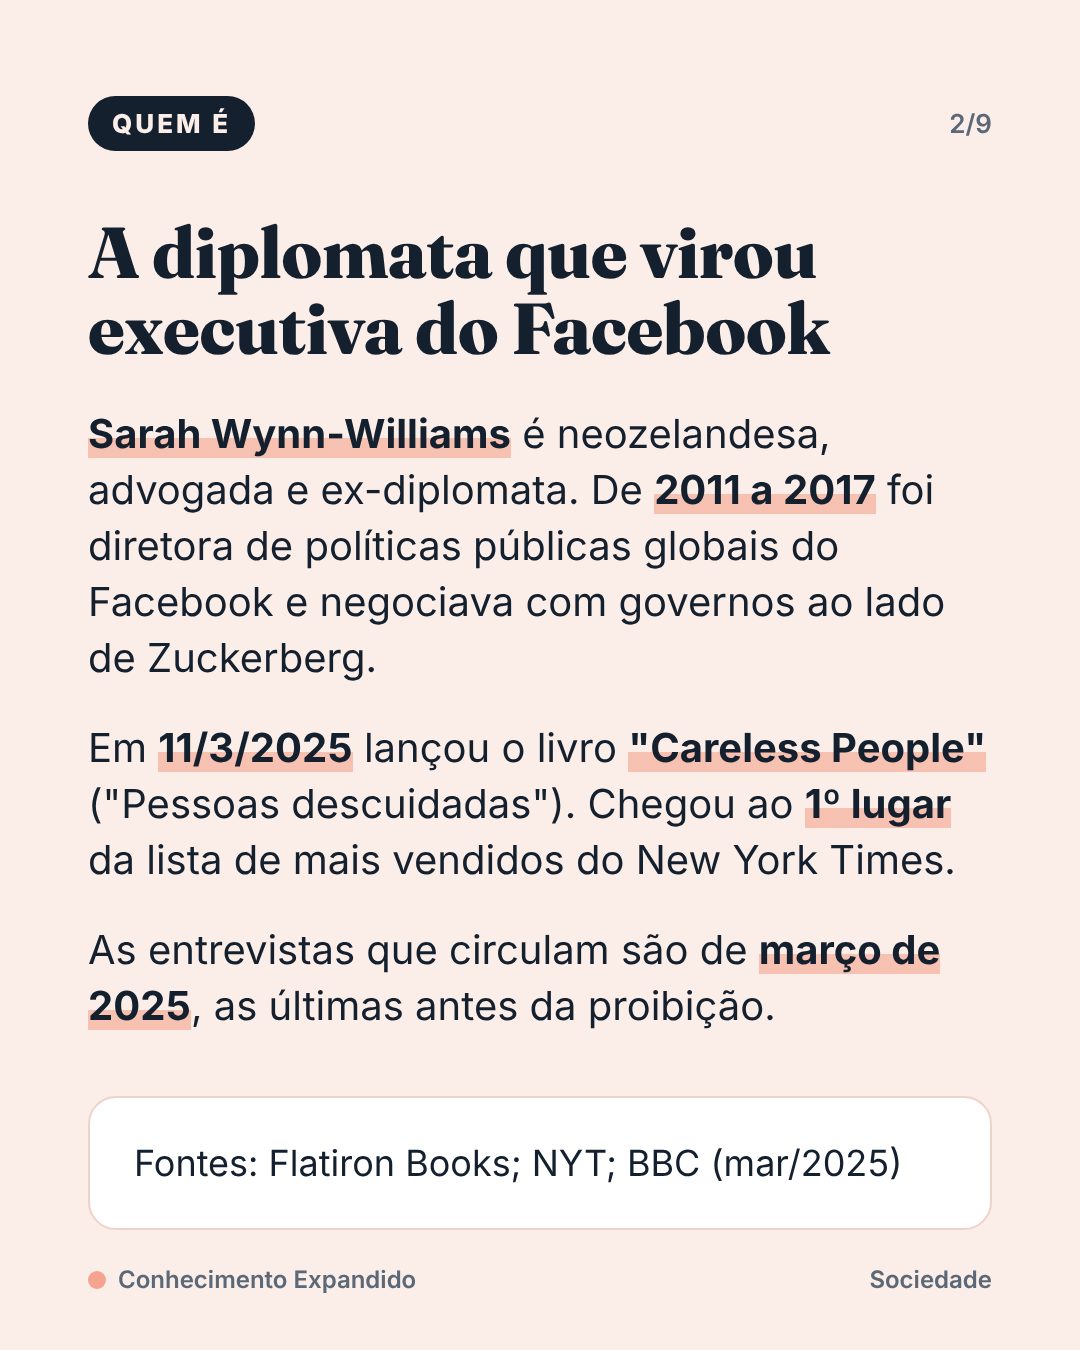 QUEM É
2/9
A diplomata que virou
executiva do Facebook
Sarah Wynn-Williams é neozelandesa,
advogada e ex-diplomata. De 2011 a 2017 foi
diretora de políticas públicas globais do
Facebook e negociava com governos ao lado
de Zuckerberg.
Em 11/3/2025 lançou o livro "Careless People"
("Pessoas descuidadas"). Chegou ao 1º lugar
da lista de mais vendidos do New York Times.
As entrevistas que circulam são de março de
2025, as últimas antes da proibição.
Fontes: Flatiron Books; NYT; BBC (mar/2025)
Conhecimento Expandido
Sociedade